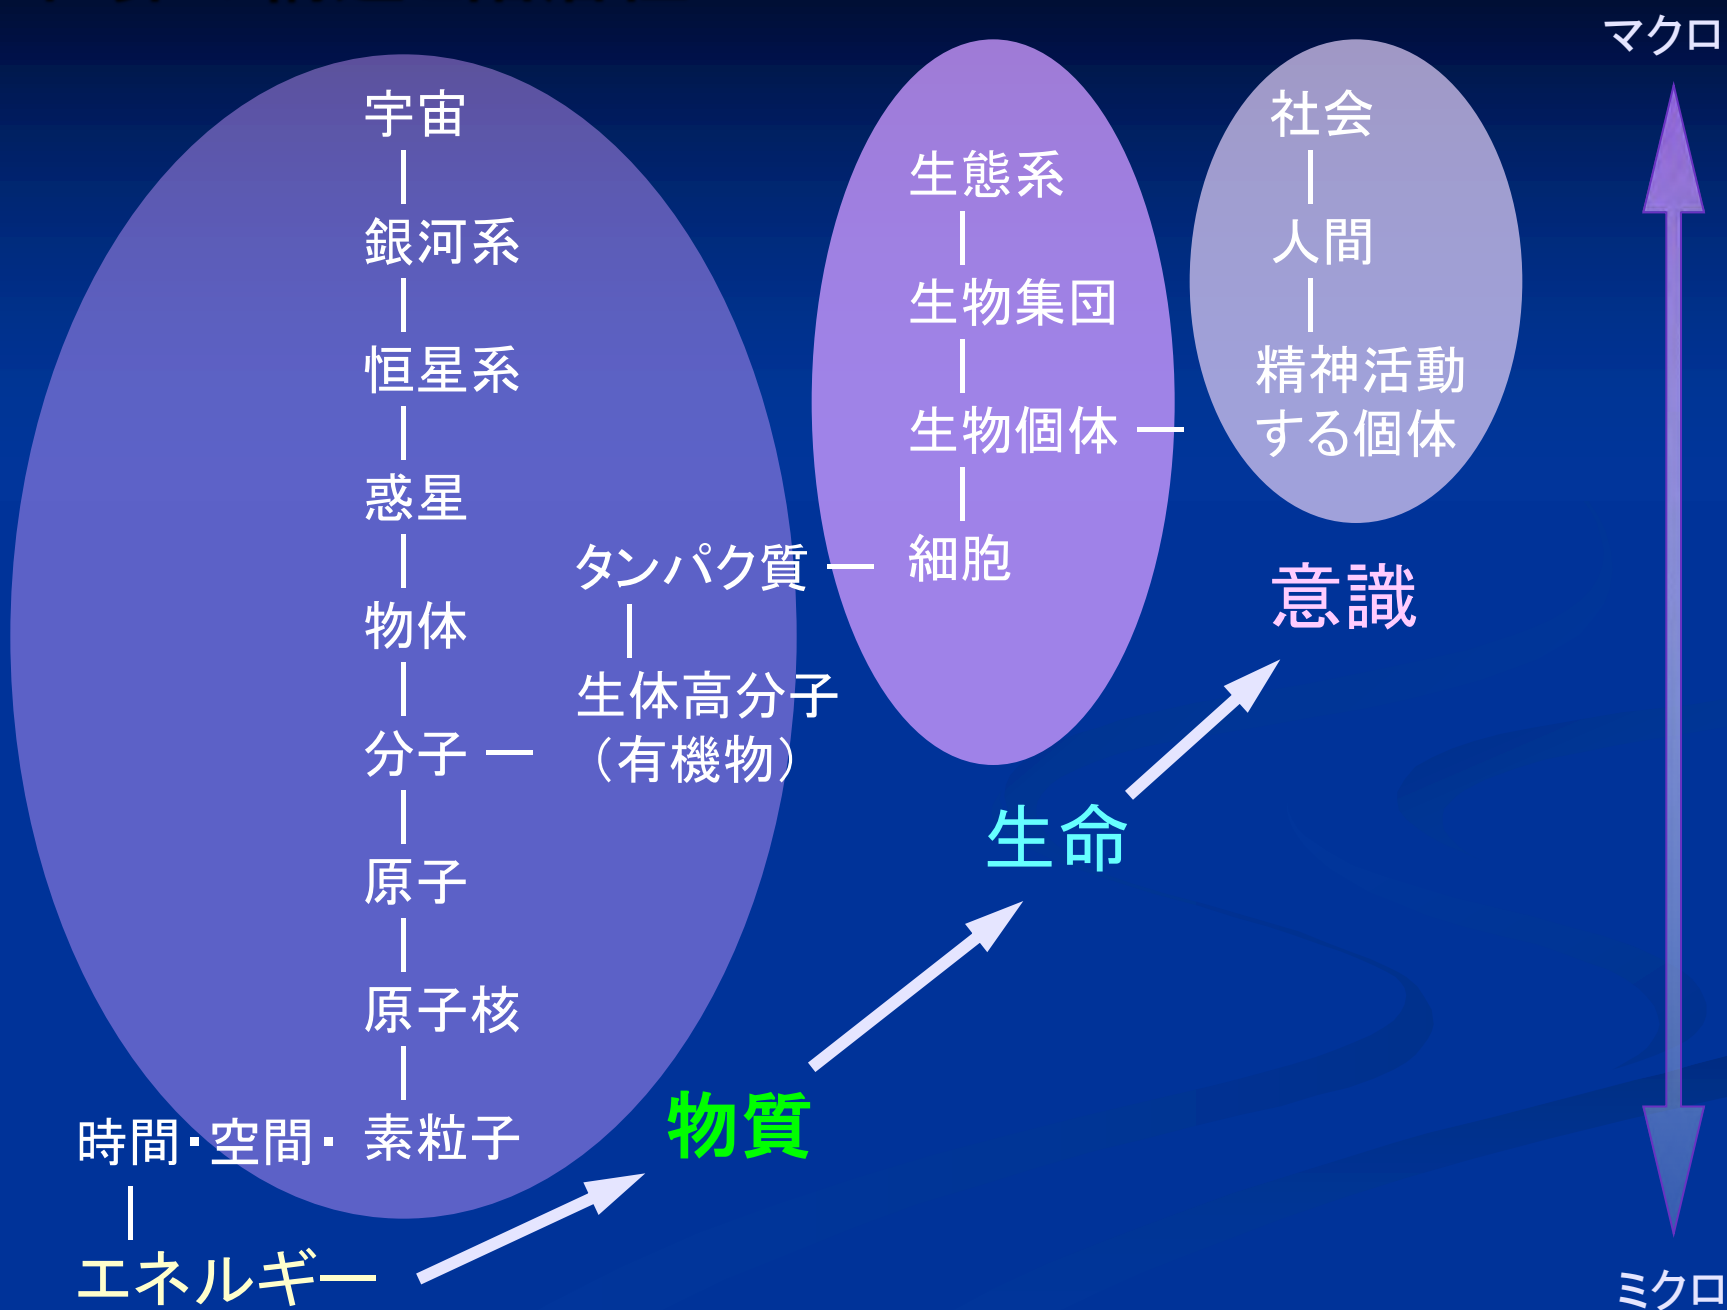 マクロ
宇宙
銀河系
恒星系
惑星
物体
分子
原子
原子核
時間・空間・素粒子
エネルギー
タンパク質
生体高分子
（有機物）
生態系
生物集団
生物個体
細胞
社会
人間
精神活動
する個体
意識
生命
物質
ミクロ